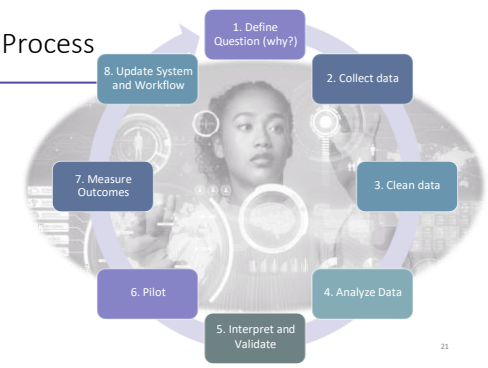 Process
1. Define
Question (why?)
2. Collect data
3. Clean data
4. Analyze Data
5. Interpret and
Validate
6. Pilot
7. Measure
Outcomes
8. Update System
and Workflow
21